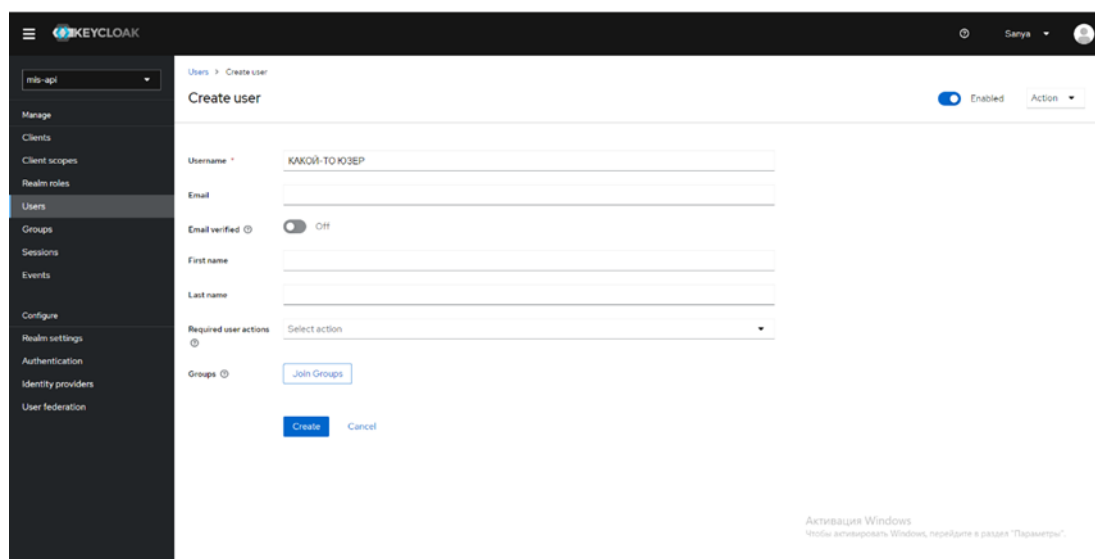 KEYCLOAK
Sanya
mis-api
Manage
Clients
Client scopes
Realm roles
Users
Groups
Sessions
Events
Configure
Realm settings
Authentication
Identity providers
User federation
Users > Create user
Create user
Enabled
Action
Username *
КАКОЙ-ТО ЮЗЕР
Email
Email verified
Off
First name
Last name
Required user actions
Select action
Groups
Join Groups
Create
Cancel
Активация Windows
Чтобы активировать Windows, перейдите в раздел "Параметры".